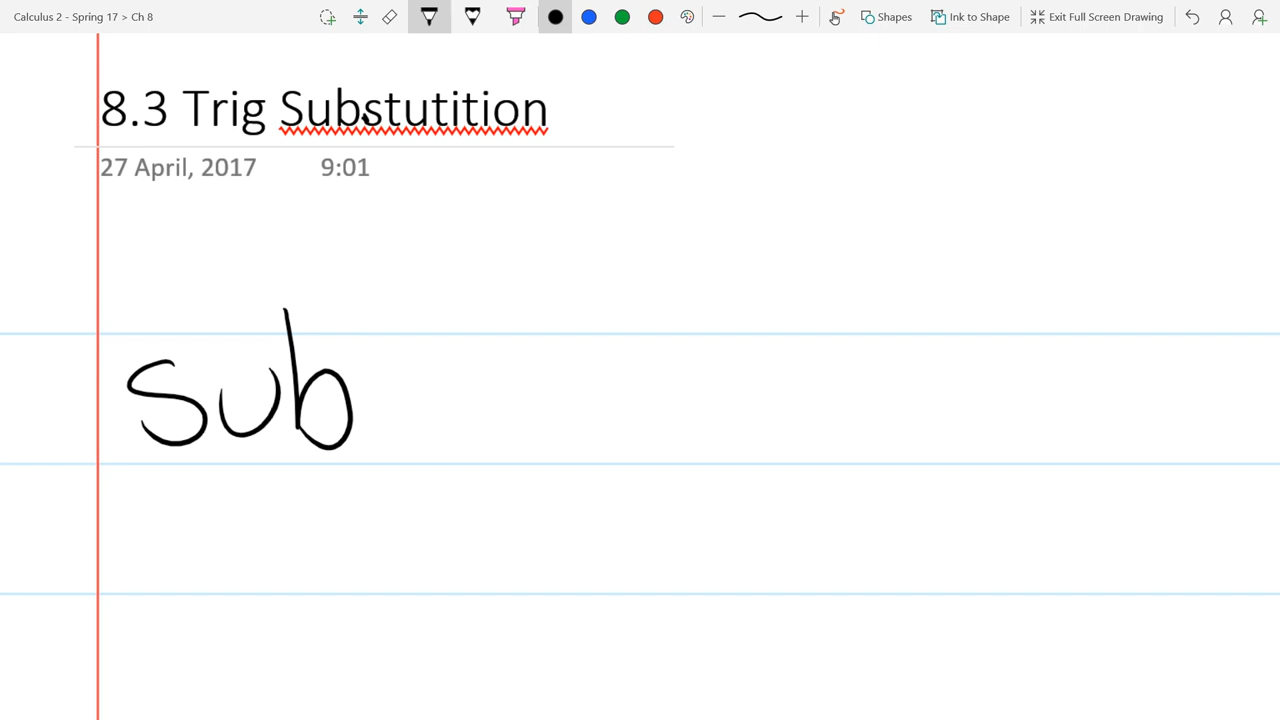 Calculus 2 - Spring 17 > Ch 8
Shapes
Ink to Shape
Exit Full Screen Drawing
8.3 Trig Substutition
27 April, 2017 9:01
sub